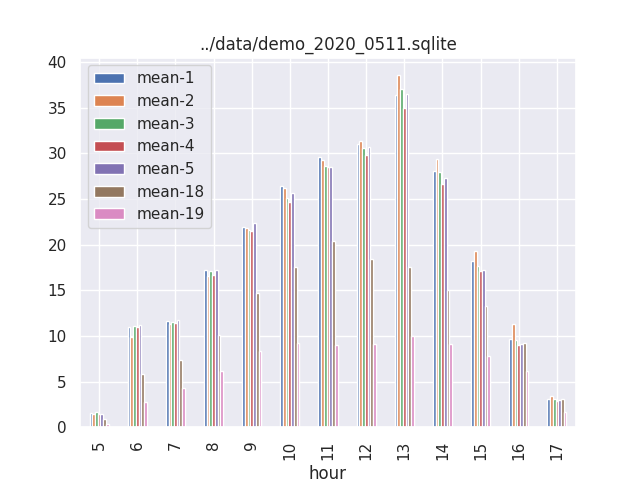 ../data/demo_2020_0511.sqlite
40
35
30
25
20
15
10
5
0
mean-1
mean-2
mean-3
mean-4
mean-5
mean-18
mean-19
5 6 7 8 9 10 11 12 13 14 15 16 17
hour